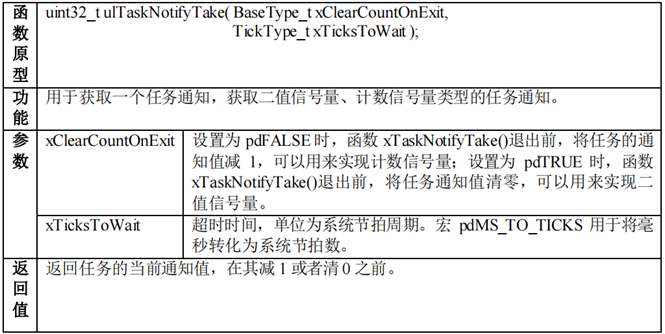 函数原型
uint32_t ulTaskNotifyTake( BaseType_t xClearCountOnExit,
TickType_t xTicksToWait );
功能
用于获取一个任务通知，获取二值信号量、计数信号量类型的任务通知。
参数
xClearCountOnExit
设置为 pdFALSE 时，函数 xTaskNotifyTake()退出前，将任务的通
知值减 1，可以用来实现计数信号量；设置为 pdTRUE 时，函数
xTaskNotifyTake()退出前，将任务通知值清零，可以用来实现二
值信号量。
xTicksToWait
超时时间，单位为系统节拍周期。宏 pdMS_TO_TICKS 用于将毫
秒转化为系统节拍数。
返回值
返回任务的当前通知值，在其减 1 或者清 0 之前。